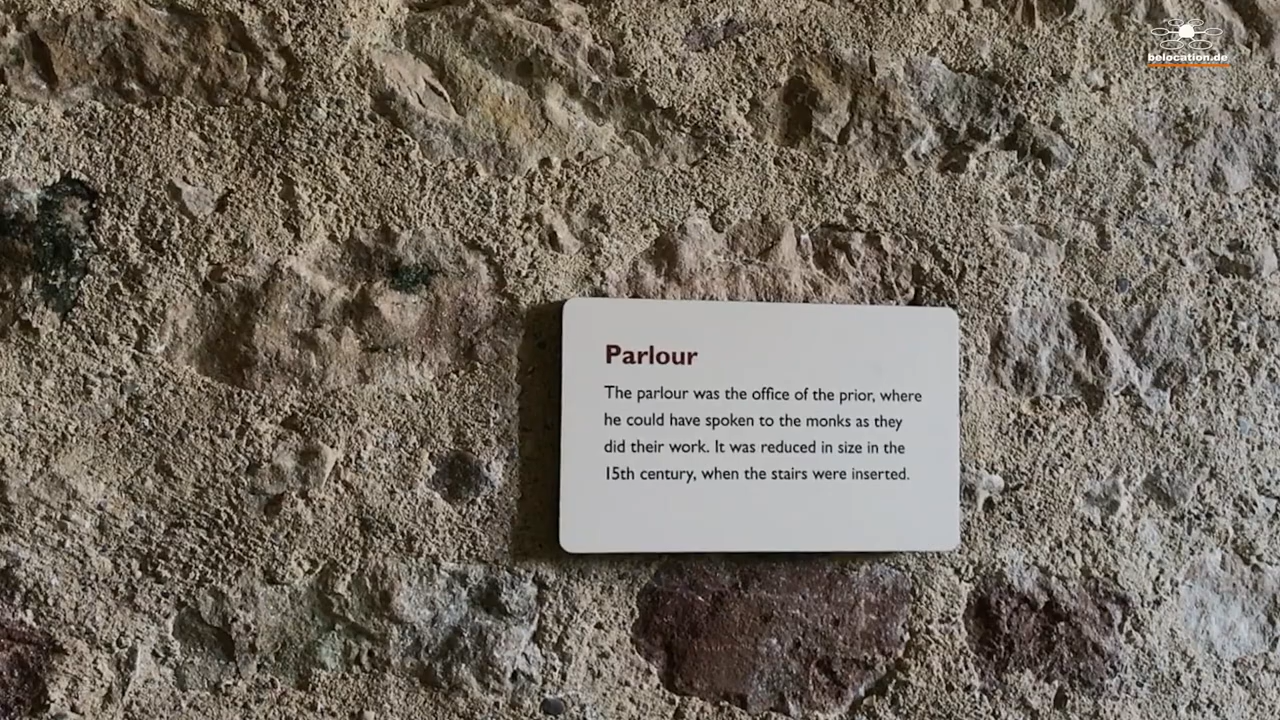 belocation.de
Parlour
The parlour was the office of the prior, where
he could have spoken to the monks as they
did their work. It was reduced in size in the
15th century, when the stairs were inserted.